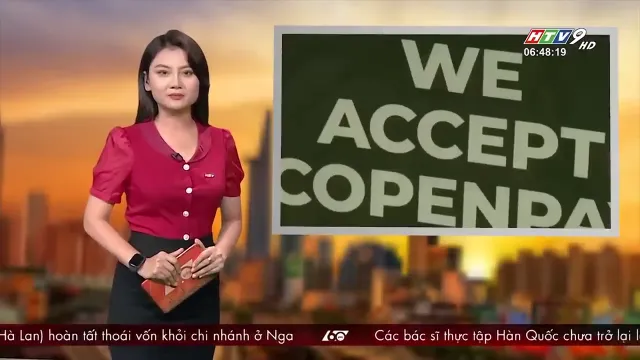 HTV9 HD
06:48:19
WE
ACCEPT
COPENPA
Hà Lan) hoàn tất thoái vốn khỏi chi nhánh ở Nga
60
Các bác sĩ thực tập Hàn Quốc chưa trở lại